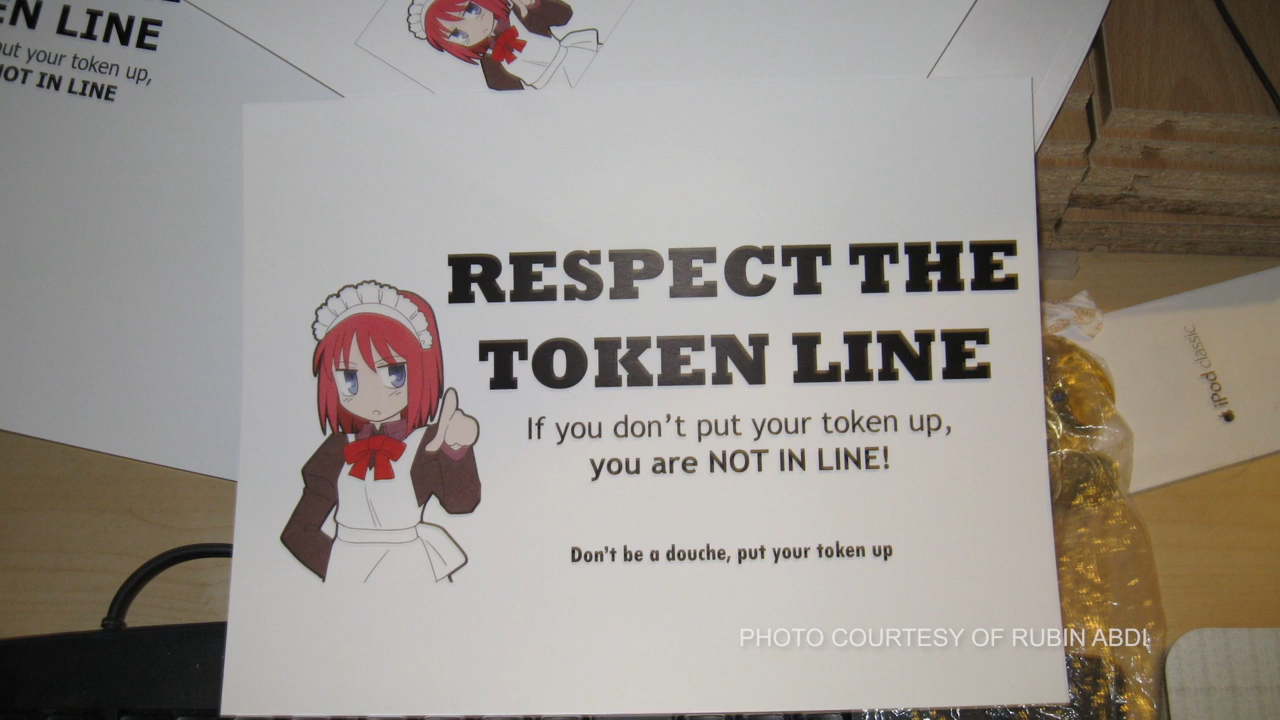 EN LINE
out your token up,
NOT IN LINE
RESPECT THE
TOKEN LINE
If you don't put your token up,
you are NOT IN LINE!
Don't be a douche, put your token up
iPod classic
PHOTO COURTESY OF RUBIN ABDI